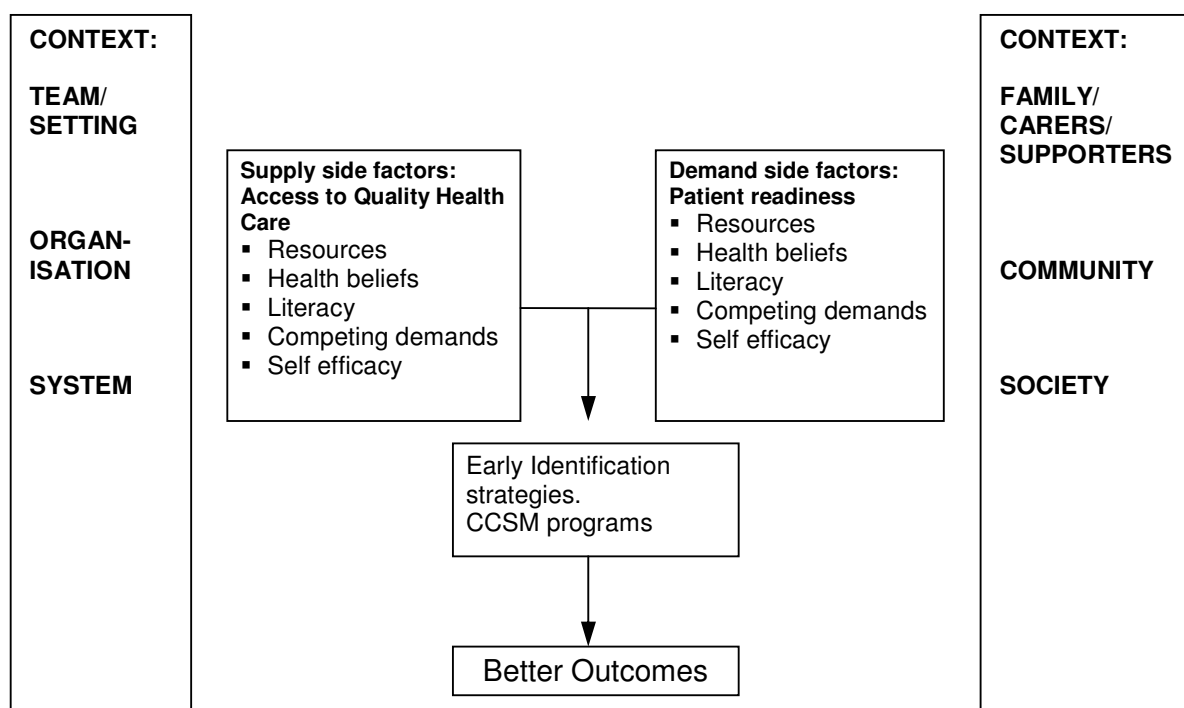 CONTEXT:
TEAM/
SETTING
ORGAN-
ISATION
SYSTEM
Supply side factors:
Access to Quality Health
Care
▪ Resources
▪ Health beliefs
▪ Literacy
▪ Competing demands
▪ Self efficacy
Demand side factors:
Patient readiness
▪ Resources
▪ Health beliefs
▪ Literacy
▪ Competing demands
▪ Self efficacy
Early Identification
strategies.
CCSM programs
Better Outcomes
CONTEXT:
FAMILY/
CARERS/
SUPPORTERS
COMMUNITY
SOCIETY